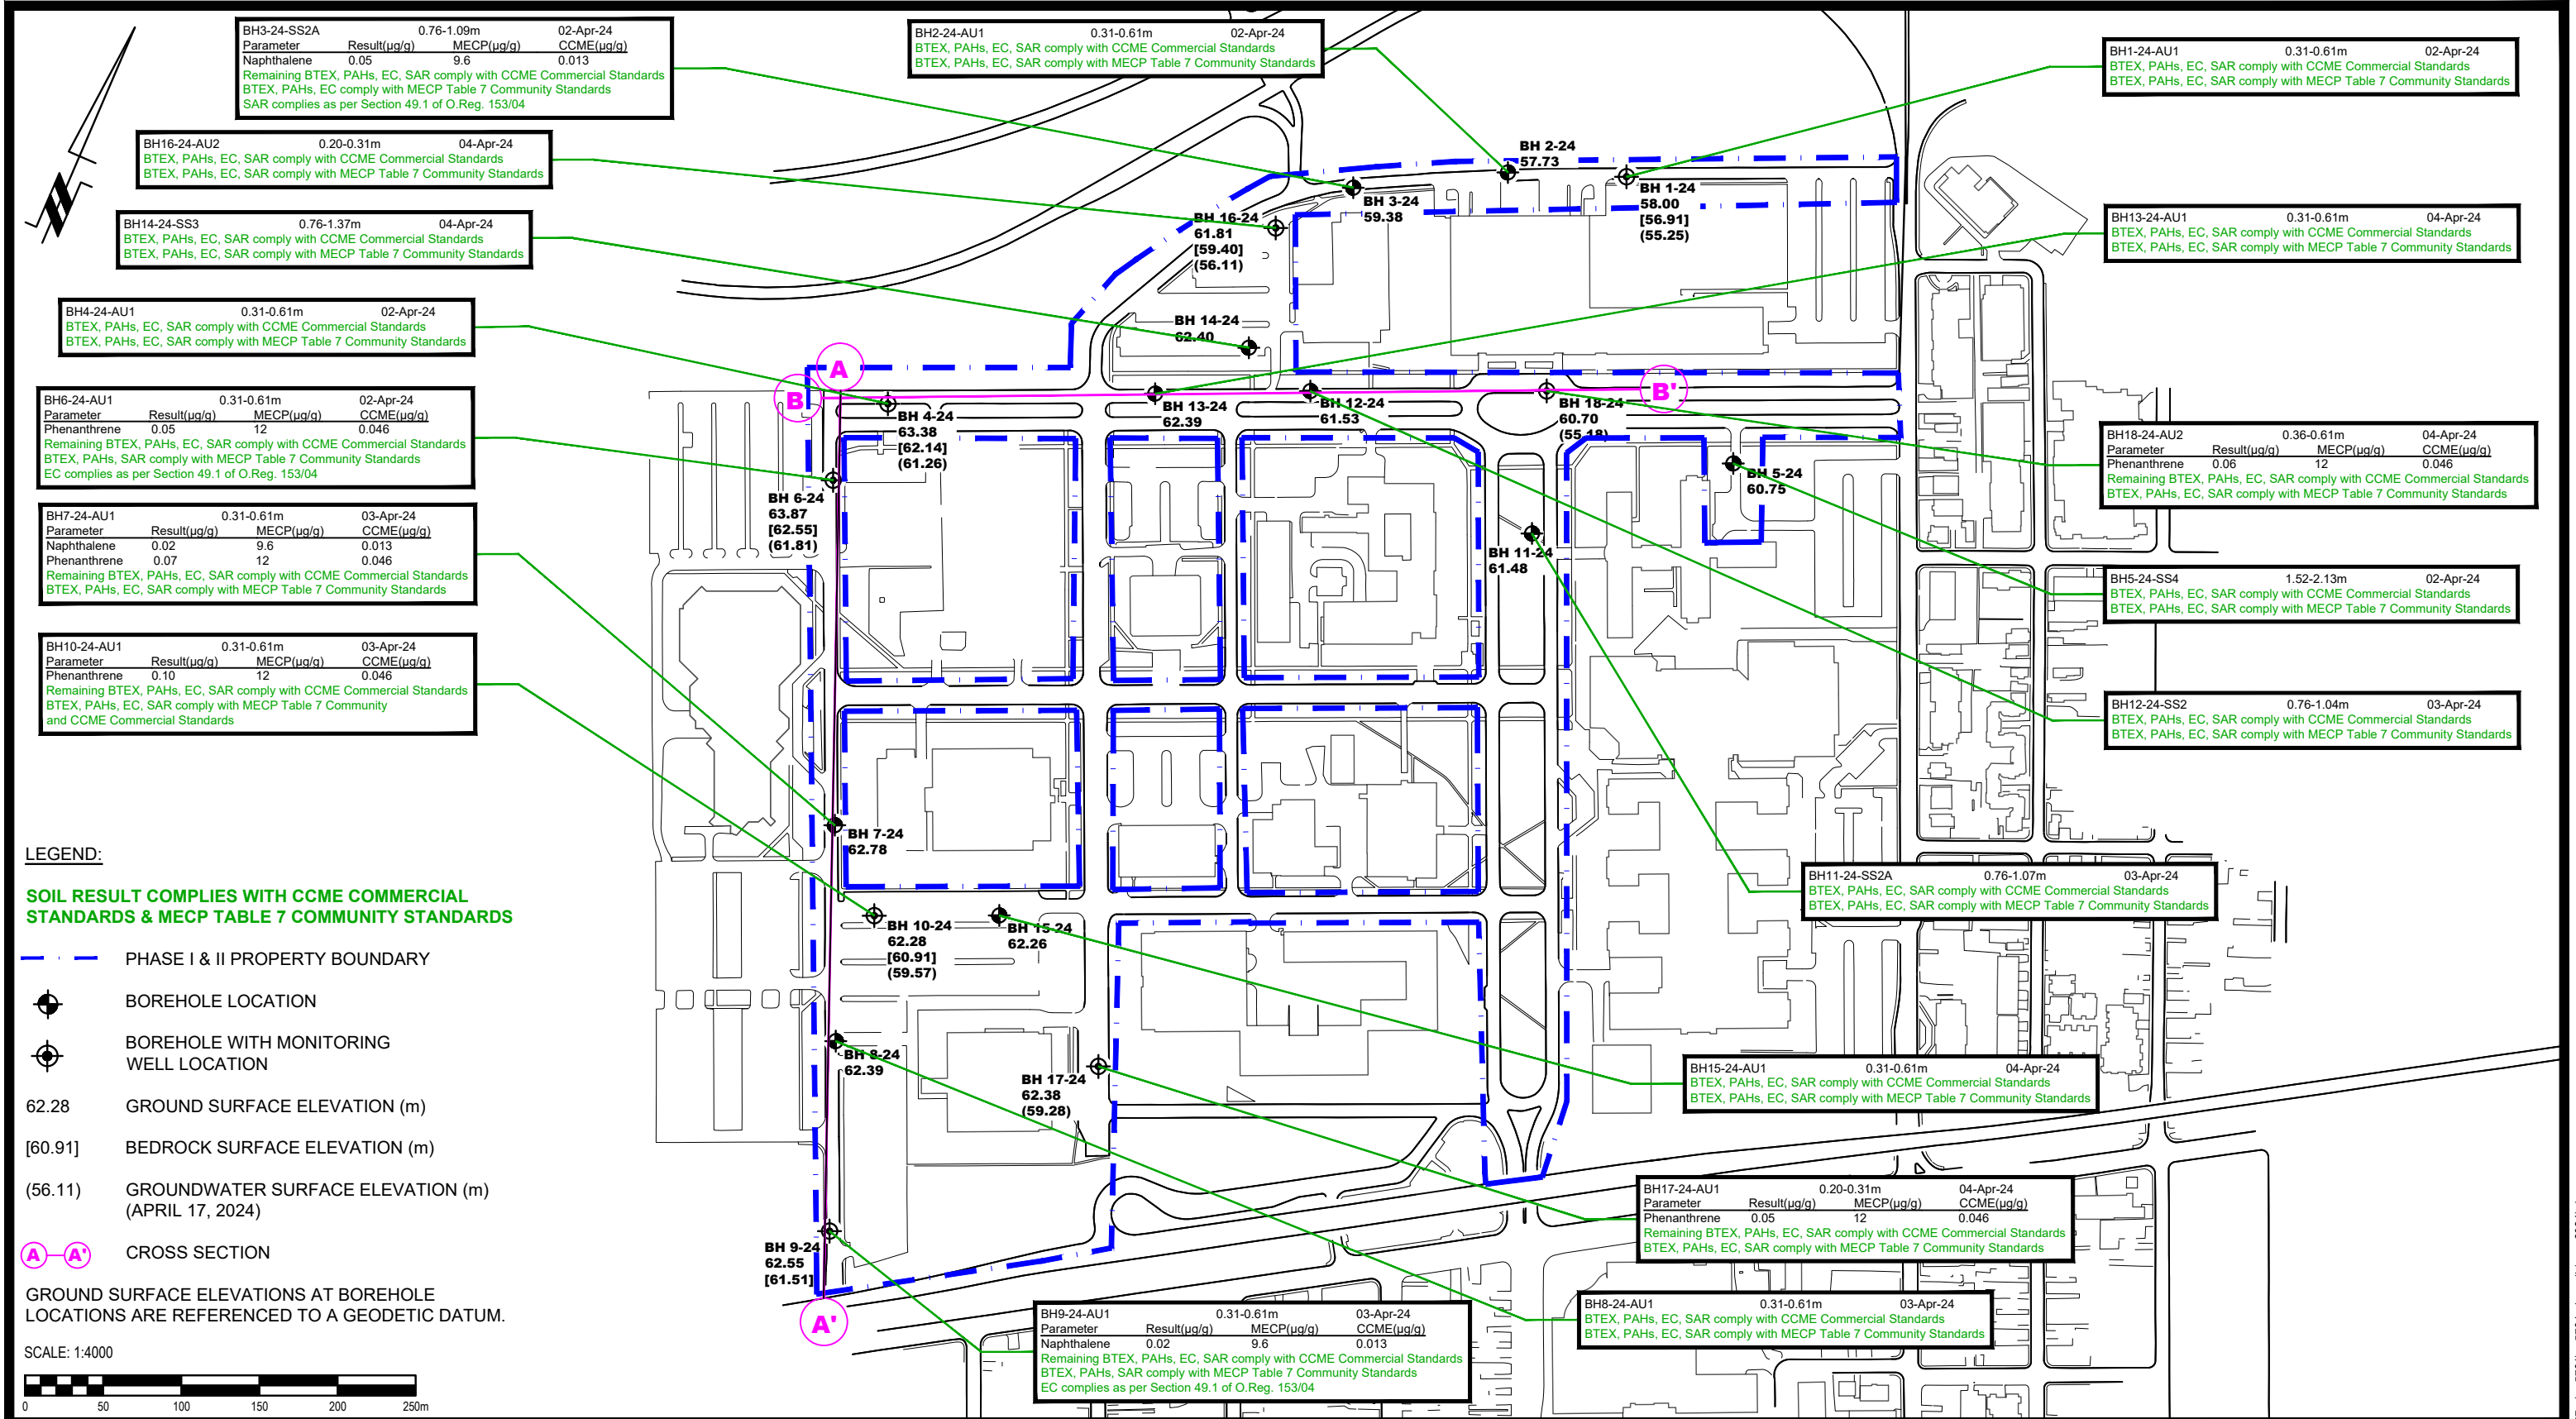 BH3-24-SS2A 0.76-1.09m 02-Apr-24
Parameter Result(µg/g) MECP(µg/g) CCME(µg/g)
Naphthalene 0.05 9.6 0.013
Remaining BTEX, PAHs, EC, SAR comply with CCME Commercial Standards
BTEX, PAHs, EC comply with MECP Table 7 Community Standards
SAR complies as per Section 49.1 of O.Reg. 153/04
BH2-24-AU1 0.31-0.61m 02-Apr-24
BTEX, PAHs, EC, SAR comply with CCME Commercial Standards
BTEX, PAHs, EC, SAR comply with MECP Table 7 Community Standards
BH1-24-AU1 0.31-0.61m 02-Apr-24
BTEX, PAHs, EC, SAR comply with CCME Commercial Standards
BTEX, PAHs, EC, SAR comply with MECP Table 7 Community Standards
BH16-24-AU2 0.20-0.31m 04-Apr-24
BTEX, PAHs, EC, SAR comply with CCME Commercial Standards
BTEX, PAHs, EC, SAR comply with MECP Table 7 Community Standards
BH14-24-SS3 0.76-1.37m 04-Apr-24
BTEX, PAHs, EC, SAR comply with CCME Commercial Standards
BTEX, PAHs, EC, SAR comply with MECP Table 7 Community Standards
BH13-24-AU1 0.31-0.61m 04-Apr-24
BTEX, PAHs, EC, SAR comply with CCME Commercial Standards
BTEX, PAHs, EC, SAR comply with MECP Table 7 Community Standards
BH4-24-AU1 0.31-0.61m 02-Apr-24
BTEX, PAHs, EC, SAR comply with CCME Commercial Standards
BTEX, PAHs, EC, SAR comply with MECP Table 7 Community Standards
BH6-24-AU1 0.31-0.61m 02-Apr-24
Parameter Result(µg/g) MECP(µg/g) CCME(µg/g)
Phenanthrene 0.05 12 0.046
Remaining BTEX, PAHs, EC, SAR comply with CCME Commercial Standards
BTEX, PAHs, SAR comply with MECP Table 7 Community Standards
EC complies as per Section 49.1 of O.Reg. 153/04
BH7-24-AU1 0.31-0.61m 03-Apr-24
Parameter Result(µg/g) MECP(µg/g) CCME(µg/g)
Naphthalene 0.02 9.6 0.013
Phenanthrene 0.07 12 0.046
Remaining BTEX, PAHs, EC, SAR comply with CCME Commercial Standards
BTEX, PAHs, EC, SAR comply with MECP Table 7 Community Standards
BH10-24-AU1 0.31-0.61m 03-Apr-24
Parameter Result(µg/g) MECP(µg/g) CCME(µg/g)
Phenanthrene 0.10 12 0.046
Remaining BTEX, PAHs, EC, SAR comply with CCME Commercial Standards
BTEX, PAHs, EC, SAR comply with MECP Table 7 Community
and CCME Commercial Standards
BH18-24-AU2 0.36-0.61m 04-Apr-24
Parameter Result(µg/g) MECP(µg/g) CCME(µg/g)
Phenanthrene 0.06 12 0.046
Remaining BTEX, PAHs, EC, SAR comply with CCME Commercial Standards
BTEX, PAHs, EC, SAR comply with MECP Table 7 Community Standards
BH5-24-SS4 1.52-2.13m 02-Apr-24
BTEX, PAHs, EC, SAR comply with CCME Commercial Standards
BTEX, PAHs, EC, SAR comply with MECP Table 7 Community Standards
BH12-24-SS2 0.76-1.04m 03-Apr-24
BTEX, PAHs, EC, SAR comply with CCME Commercial Standards
BTEX, PAHs, EC, SAR comply with MECP Table 7 Community Standards
BH11-24-SS2A 0.76-1.07m 03-Apr-24
BTEX, PAHs, EC, SAR comply with CCME Commercial Standards
BTEX, PAHs, EC, SAR comply with MECP Table 7 Community Standards
BH15-24-AU1 0.31-0.61m 04-Apr-24
BTEX, PAHs, EC, SAR comply with CCME Commercial Standards
BTEX, PAHs, EC, SAR comply with MECP Table 7 Community Standards
BH17-24-AU1 0.20-0.31m 04-Apr-24
Parameter Result(µg/g) MECP(µg/g) CCME(µg/g)
Phenanthrene 0.05 12 0.046
Remaining BTEX, PAHs, EC, SAR comply with CCME Commercial Standards
BTEX, PAHs, EC, SAR comply with MECP Table 7 Community Standards
BH8-24-AU1 0.31-0.61m 03-Apr-24
BTEX, PAHs, EC, SAR comply with CCME Commercial Standards
BTEX, PAHs, EC, SAR comply with MECP Table 7 Community Standards
BH9-24-AU1 0.31-0.61m 03-Apr-24
Parameter Result(µg/g) MECP(µg/g) CCME(µg/g)
Naphthalene 0.02 9.6 0.013
Remaining BTEX, PAHs, EC, SAR comply with CCME Commercial Standards
BTEX, PAHs, SAR comply with MECP Table 7 Community Standards
EC complies as per Section 49.1 of O.Reg. 153/04
BH 2-24
57.73
BH 1-24
58.00
[56.91]
(55.25)
BH 3-24
59.38
BH 16-24
61.81
[59.40]
(56.11)
BH 14-24
62.40
A
B
B'
BH 4-24
63.38
[62.14]
(61.26)
BH 13-24
62.39
BH 12-24
61.53
BH 18-24
60.70
(55.18)
BH 5-24
60.75
BH 6-24
63.87
[62.55]
(61.81)
BH 11-24
61.48
BH 7-24
62.78
BH 10-24
62.28
[60.91]
(59.57)
BH 15-24
62.26
BH 8-24
62.39
BH 17-24
62.38
(59.28)
BH 9-24
62.55
[61.51]
A'
LEGEND:
SOIL RESULT COMPLIES WITH CCME COMMERCIAL
STANDARDS & MECP TABLE 7 COMMUNITY STANDARDS
PHASE I & II PROPERTY BOUNDARY
BOREHOLE LOCATION
BOREHOLE WITH MONITORING
WELL LOCATION
62.28 GROUND SURFACE ELEVATION (m)
[60.91] BEDROCK SURFACE ELEVATION (m)
(56.11) GROUNDWATER SURFACE ELEVATION (m)
(APRIL 17, 2024)
A A' CROSS SECTION
GROUND SURFACE ELEVATIONS AT BOREHOLE
LOCATIONS ARE REFERENCED TO A GEODETIC DATUM.
SCALE: 1:4000
0 50 100 150 200 250m